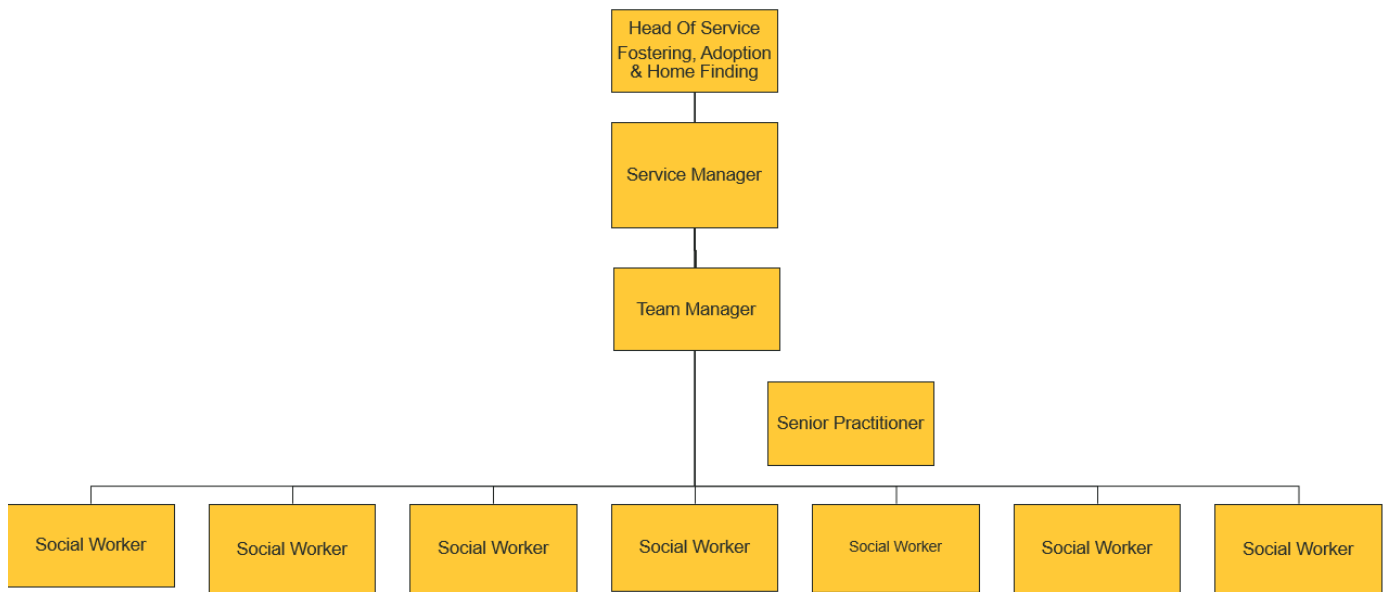 Head Of Service
Fostering, Adoption
& Home Finding
Service Manager
Team Manager
Senior Practitioner
Social Worker
Social Worker
Social Worker
Social Worker
Social Worker
Social Worker
Social Worker